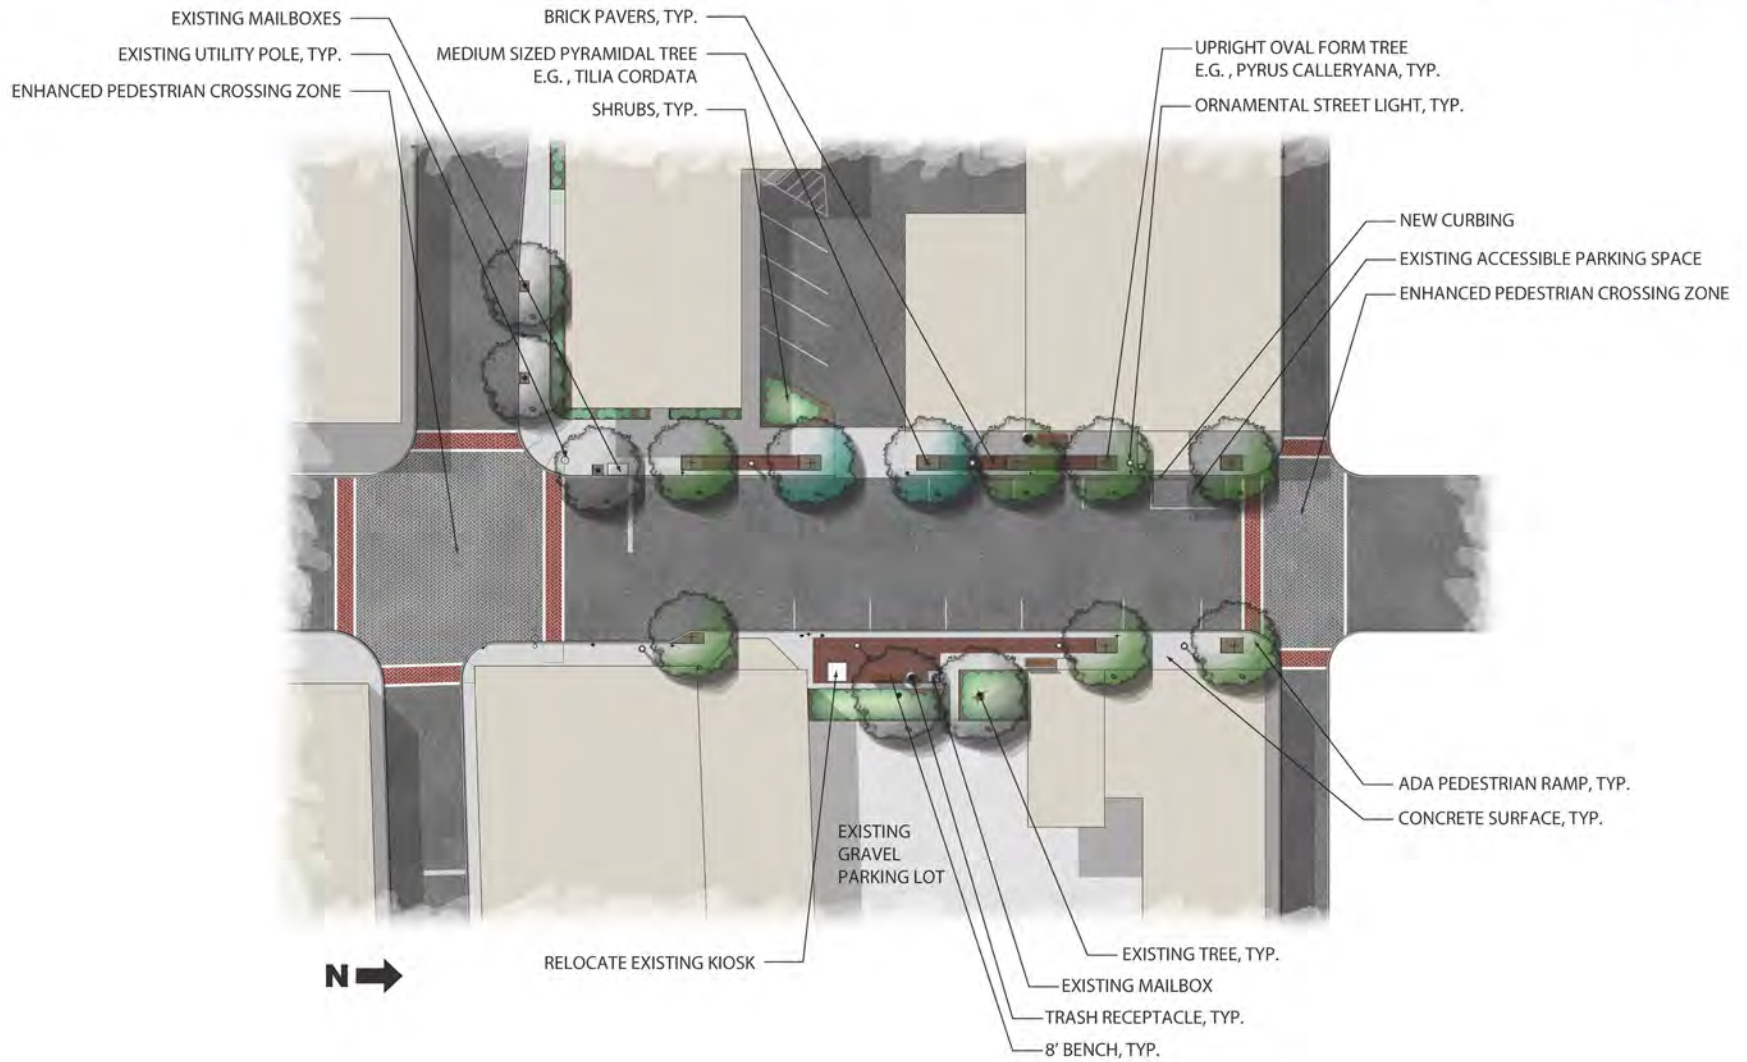 EXISTING MAILBOXES
EXISTING UTILITY POLE, TYP.
ENHANCED PEDESTRIAN CROSSING ZONE
BRICK PAVERS, TYP.
MEDIUM SIZED PYRAMIDAL TREE
E.G. , TILIA CORDATA
SHRUBS, TYP.
UPRIGHT OVAL FORM TREE
E.G. , PYRUS CALLERYANA, TYP.
ORNAMENTAL STREET LIGHT, TYP.
NEW CURBING
EXISTING ACCESSIBLE PARKING SPACE
ENHANCED PEDESTRIAN CROSSING ZONE
ADA PEDESTRIAN RAMP, TYP.
CONCRETE SURFACE, TYP.
EXISTING
GRAVEL
PARKING LOT
RELOCATE EXISTING KIOSK
EXISTING TREE, TYP.
EXISTING MAILBOX
TRASH RECEPTACLE, TYP.
8' BENCH, TYP.
N